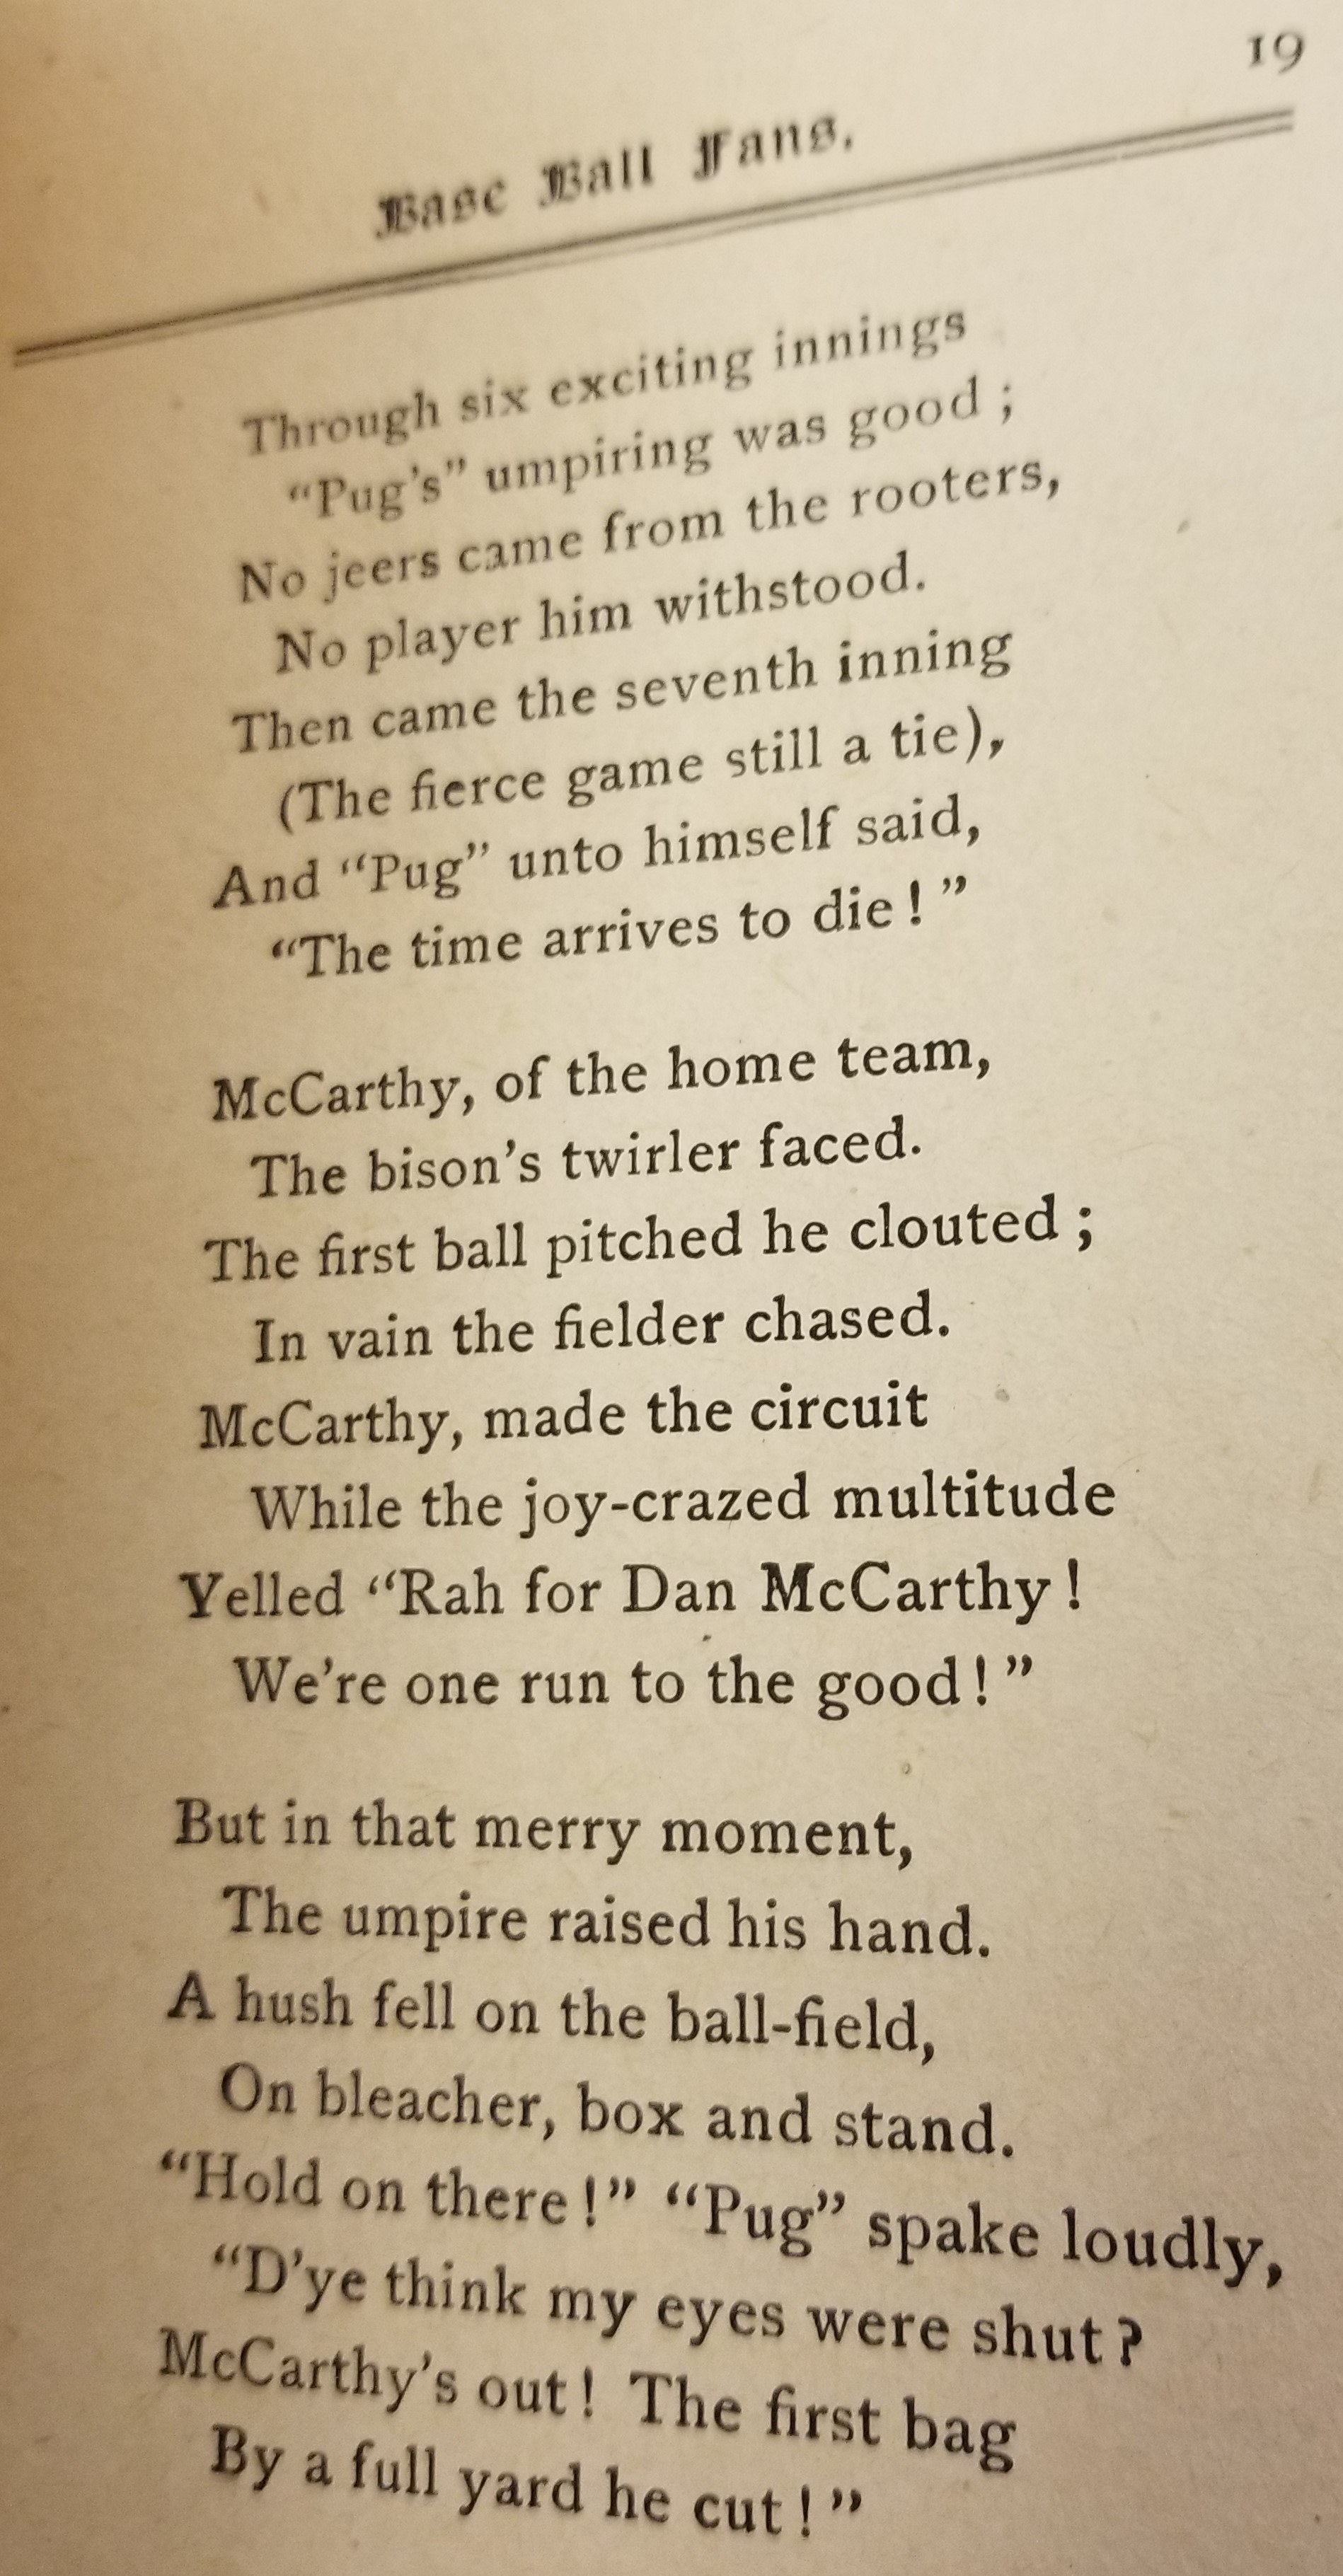 19
Base Ball Fans.
Through six exciting innings
“Pug’s” umpiring was good ;
No jeers came from the rooters,
No player him withstood.
Then came the seventh inning
(The fierce game still a tie),
And “Pug” unto himself said,
“The time arrives to die ! ”
McCarthy, of the home team,
The bison’s twirler faced.
The first ball pitched he clouted ;
In vain the fielder chased.
McCarthy, made the circuit
While the joy-crazed multitude
Yelled “Rah for Dan McCarthy !
We’re one run to the good ! ”
But in that merry moment,
The umpire raised his hand.
A hush fell on the ball-field,
On bleacher, box and stand.
“Hold on there !” “Pug” spake loudly,
“D’ye think my eyes were shut ?
McCarthy’s out ! The first bag
By a full yard he cut ! ”